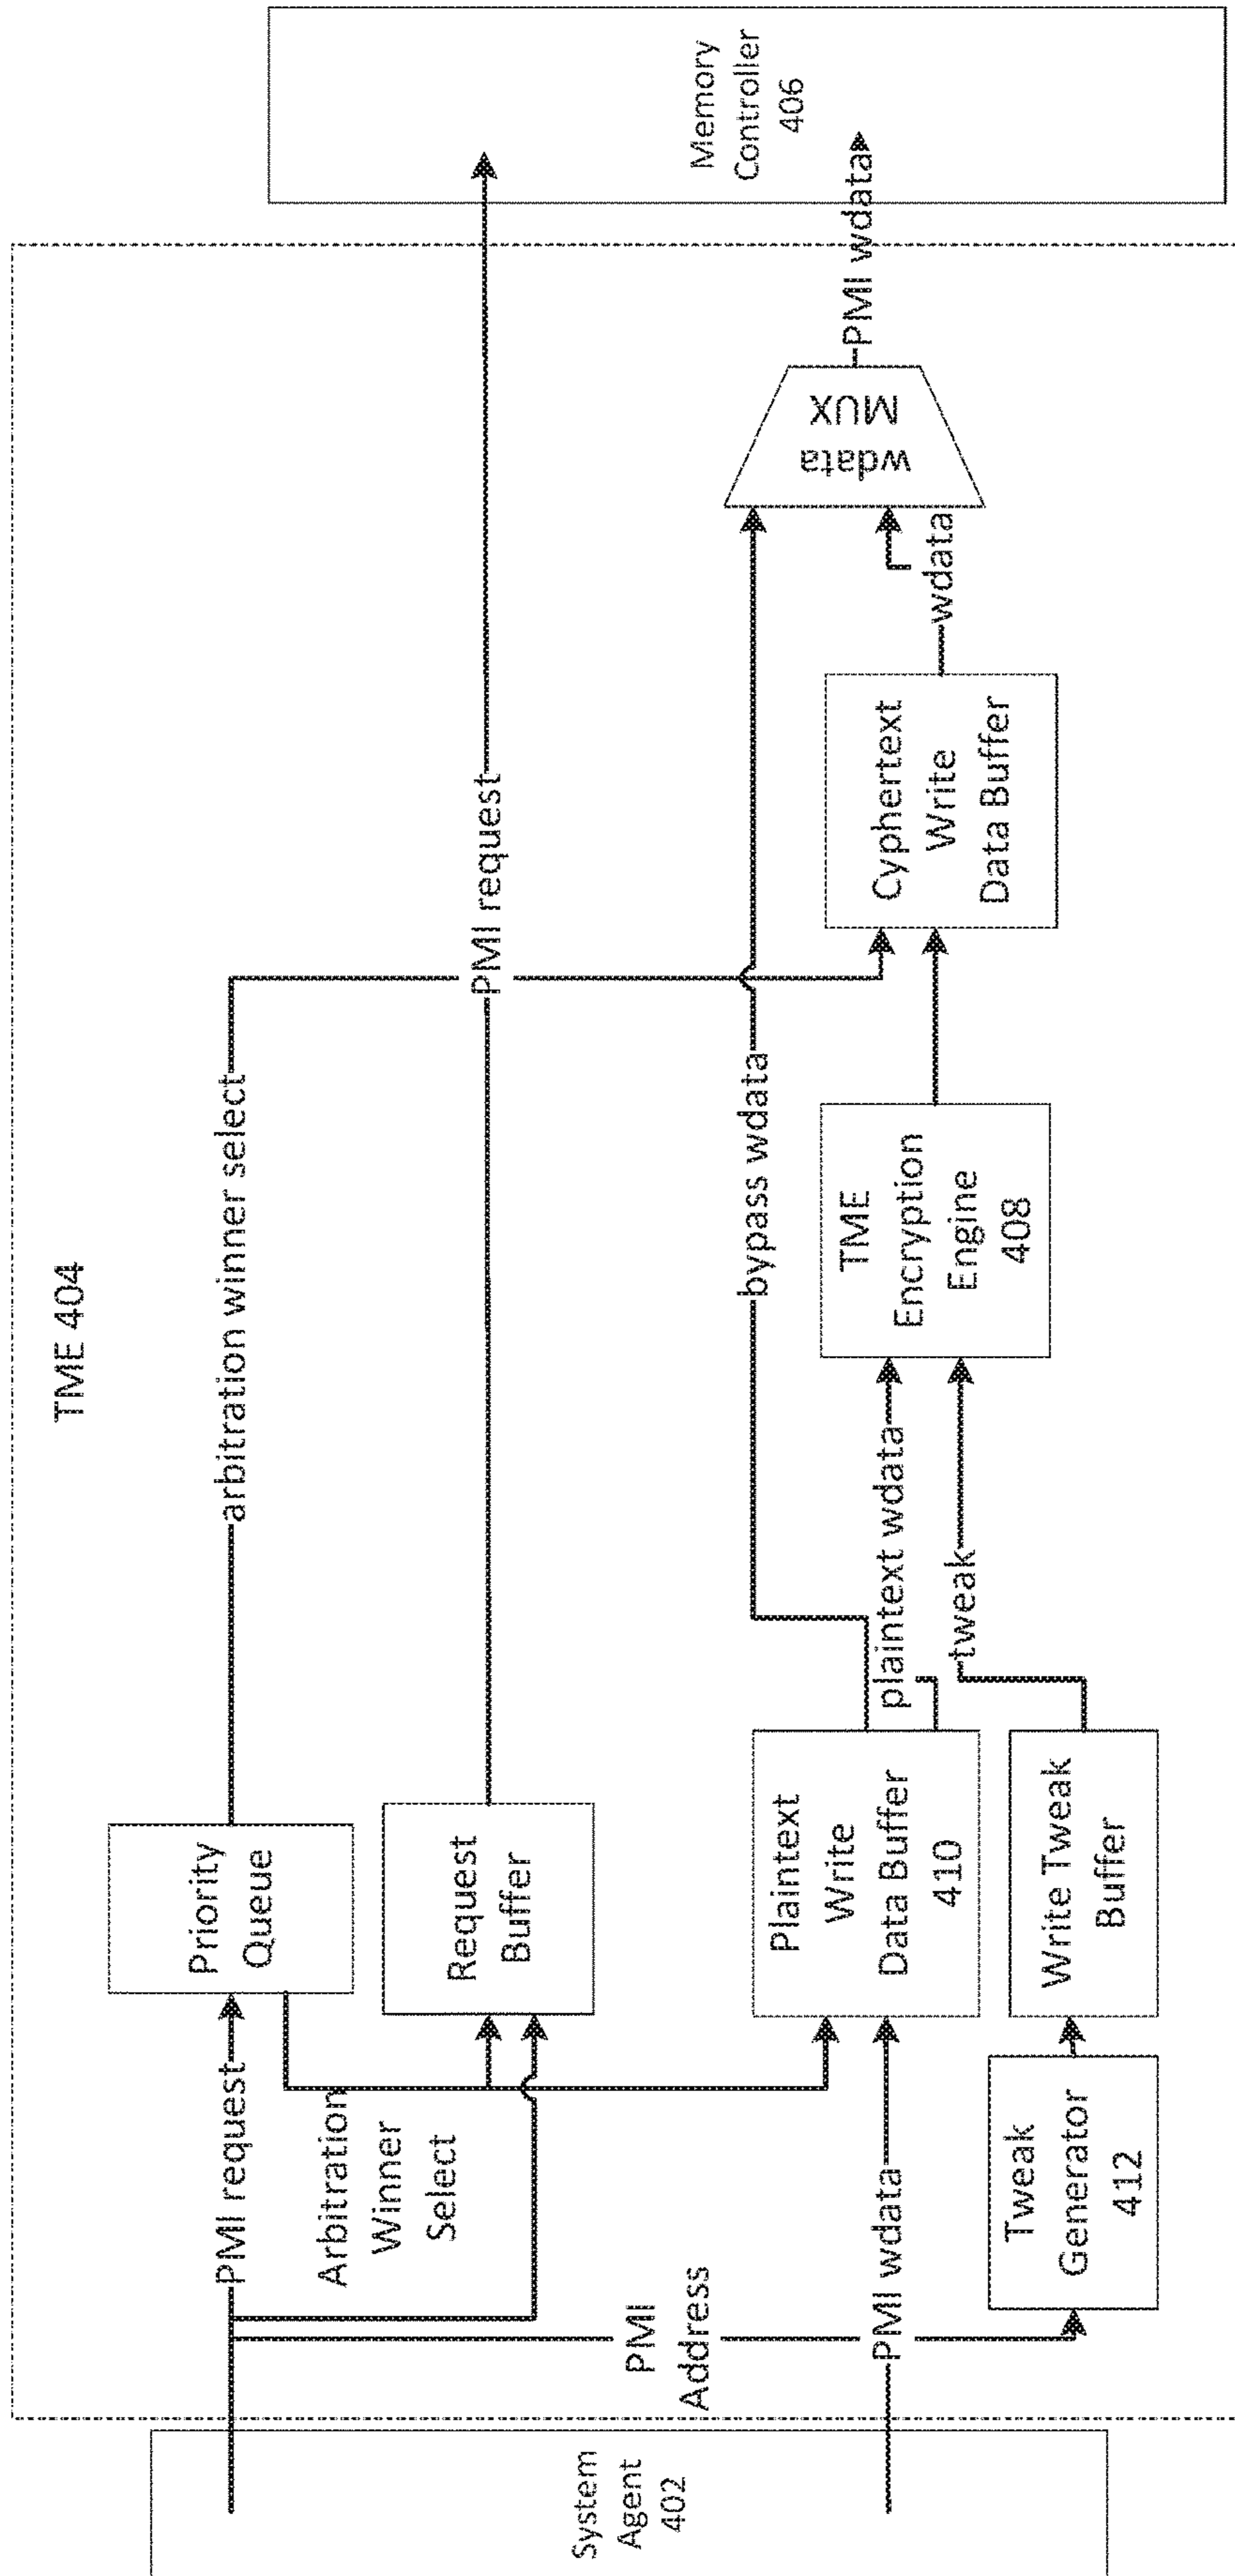 TME 404
System
Agent
402
PMI request
Arbitration
Winner
Select
PMI
Address
PMI wdata
Priority
Queue
Request
Buffer
Plaintext
Write
Data Buffer
410
Tweak
Generator
412
Write Tweak
Buffer
arbitration winner select
PMI request
bypass wdata
plaintext wdata
tweak
TME
Encryption
Engine
408
Cyphertext
Write
Data Buffer
wdata
wdata
MUX
PMI wdata
Memory
Controller
406